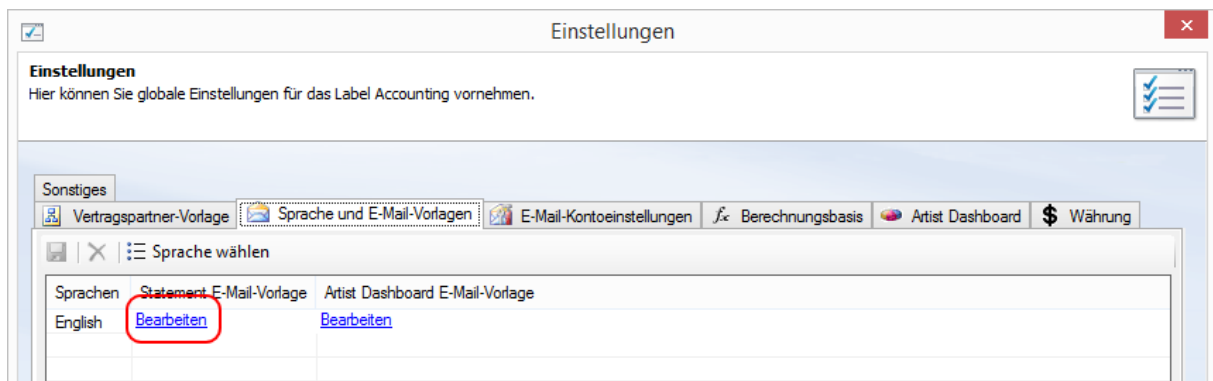 Einstellungen
Einstellungen
Hier können Sie globale Einstellungen für das Label Accounting vornehmen.
Sonstiges
Vertragspartner-Vorlage Sprache und E-Mail-Vorlagen E-Mail-Kontoeinstellungen fx Berechnungsbasis Artist Dashboard $ Währung
Sprache wählen
Sprachen Statement E-Mail-Vorlage Artist Dashboard E-Mail-Vorlage
English Bearbeiten Bearbeiten